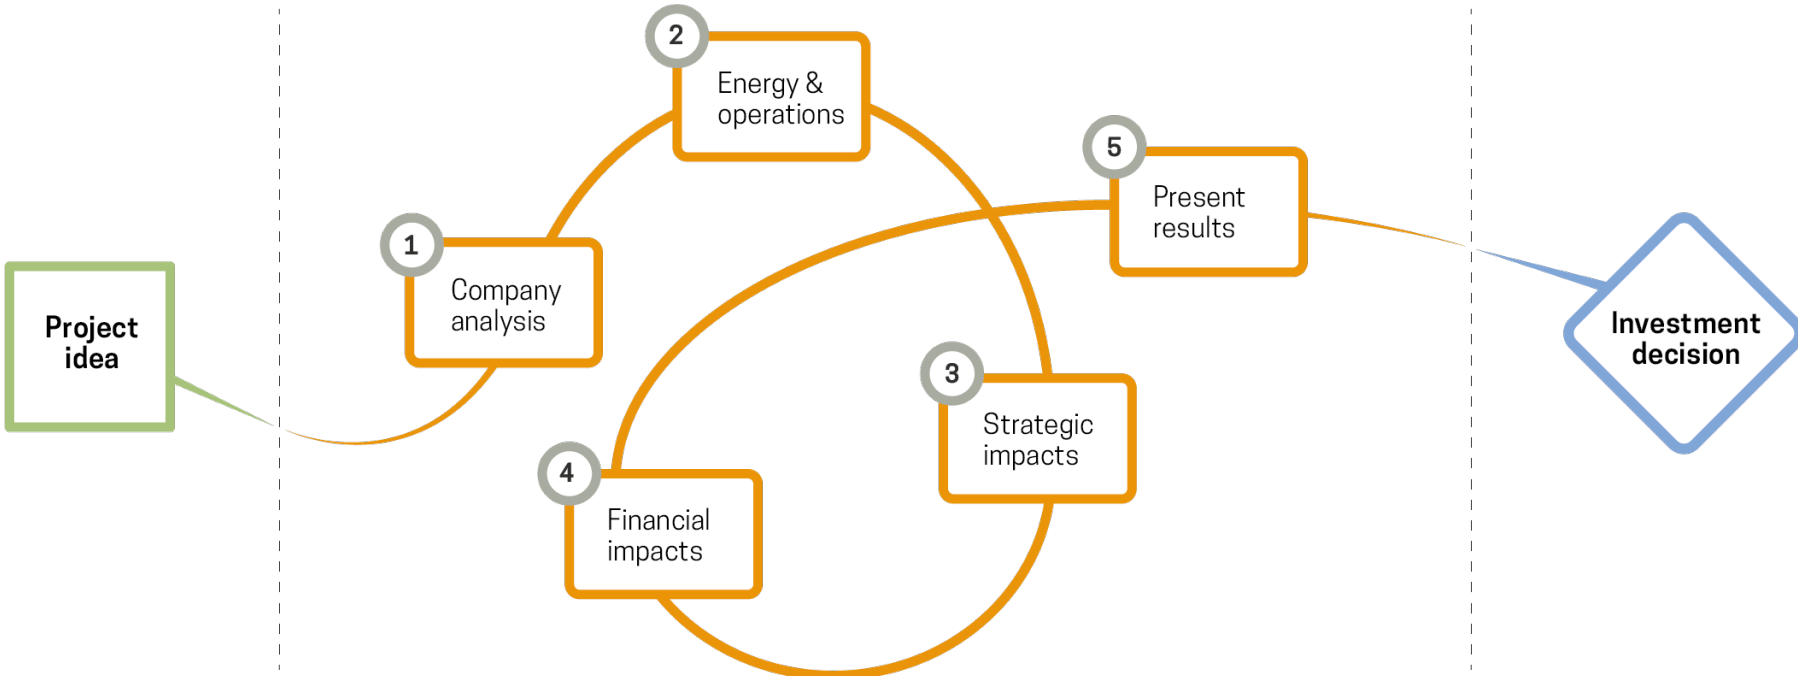 Project
idea
1
Company
analysis
2
Energy &
operations
3
Strategic
impacts
4
Financial
impacts
5
Present
results
Investment
decision